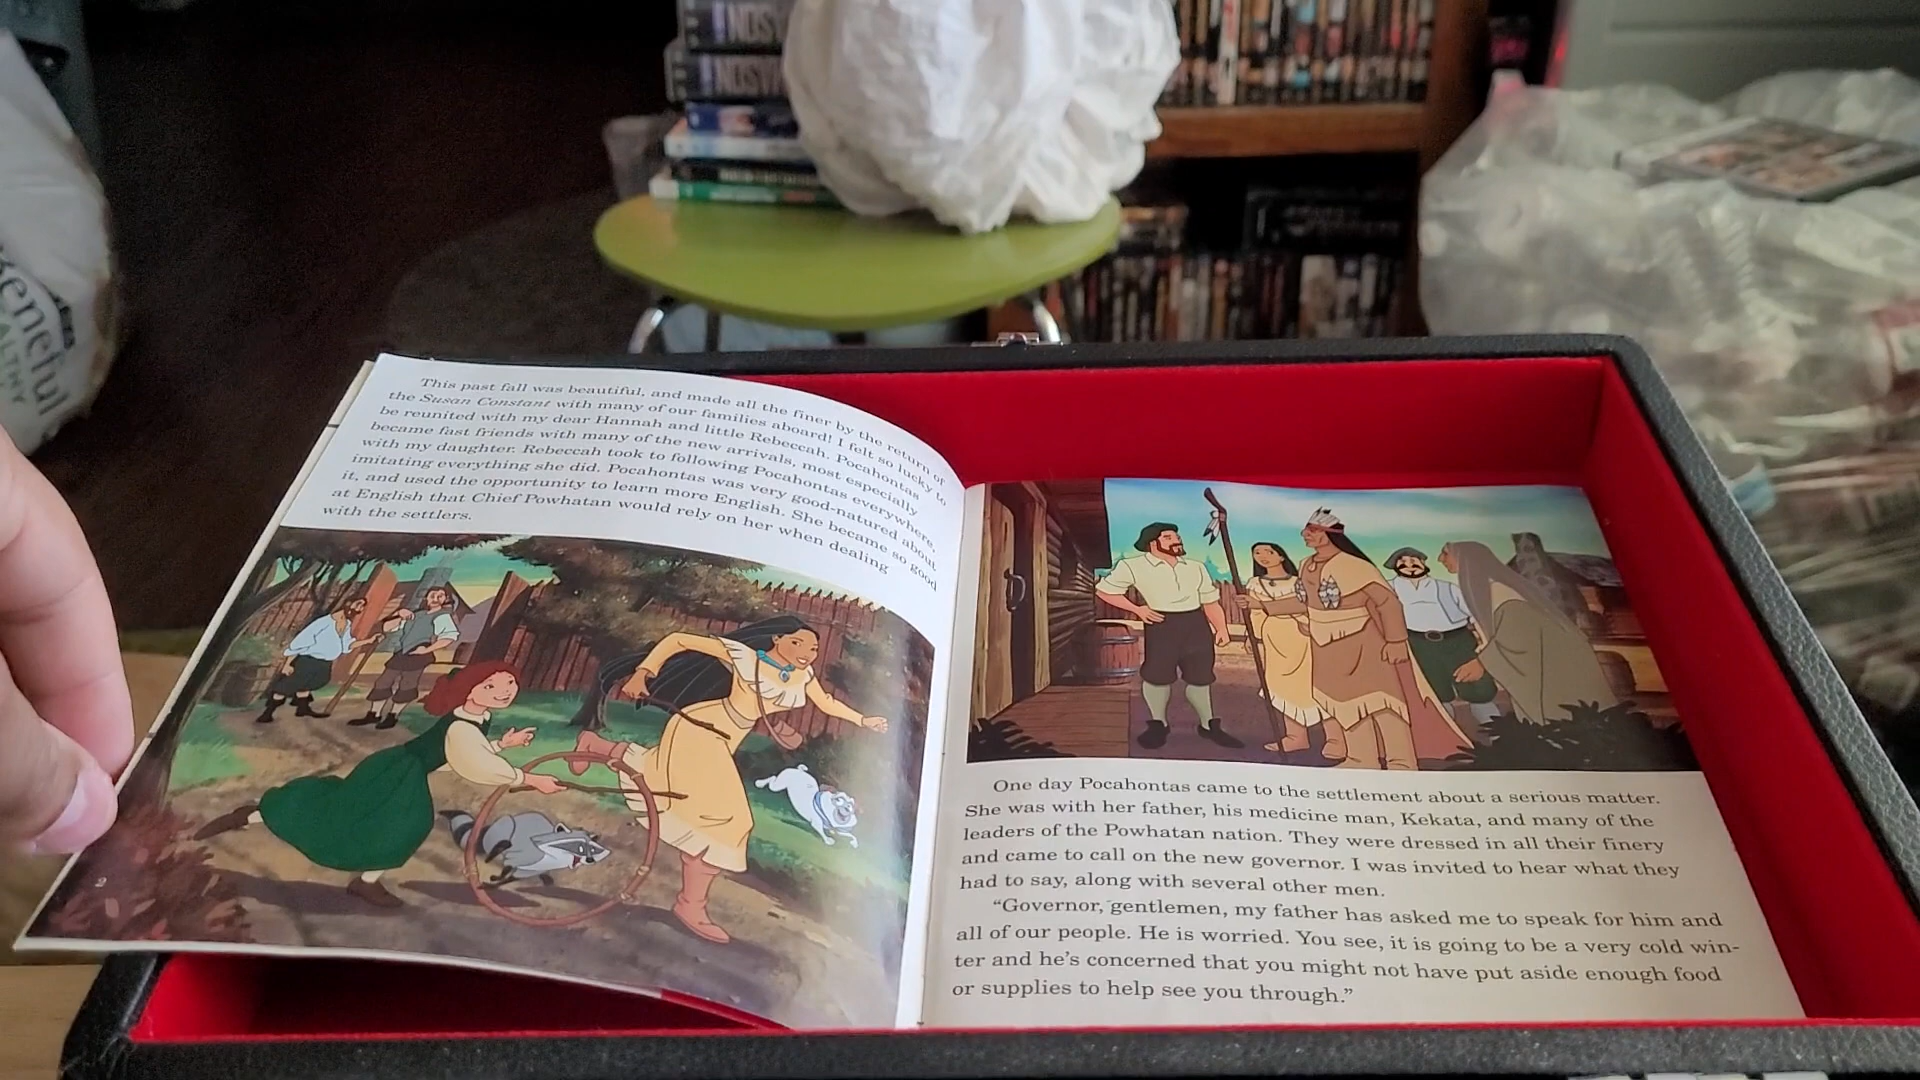 NOS
NOSM
Beneful
HEALTHY
This past fall was beautiful, and made all the finer by the return of
the Susan Constant with many of our families aboard! I felt so lucky to
be reunited with my dear Hannah and little Rebeccah. Pocahontas
became fast friends with many of the new arrivals, most especially
with my daughter. Rebeccah took to following Pocahontas everywhere,
imitating everything she did. Pocahontas was very good-natured about
it, and used the opportunity to learn more English. She became so good
at English that Chief Powhatan would rely on her when dealing
with the settlers.
One day Pocahontas came to the settlement about a serious matter.
She was with her father, his medicine man, Kekata, and many of the
leaders of the Powhatan nation. They were dressed in all their finery
and came to call on the new governor. I was invited to hear what they
had to say, along with several other men.
“Governor, gentlemen, my father has asked me to speak for him and
all of our people. He is worried. You see, it is going to be a very cold win-
ter and he’s concerned that you might not have put aside enough food
or supplies to help see you through.”